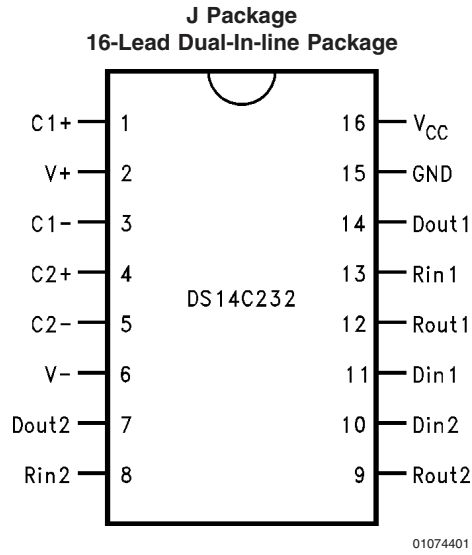 J Package
16-Lead Dual-In-line Package
C1+ 1 16 VCC
V+ 2 15 GND
C1- 3 14 Dout1
C2+ 4 13 Rin1
DS14C232
C2- 5 12 Rout1
V- 6 11 Din1
Dout2 7 10 Din2
Rin2 8 9 Rout2
01074401